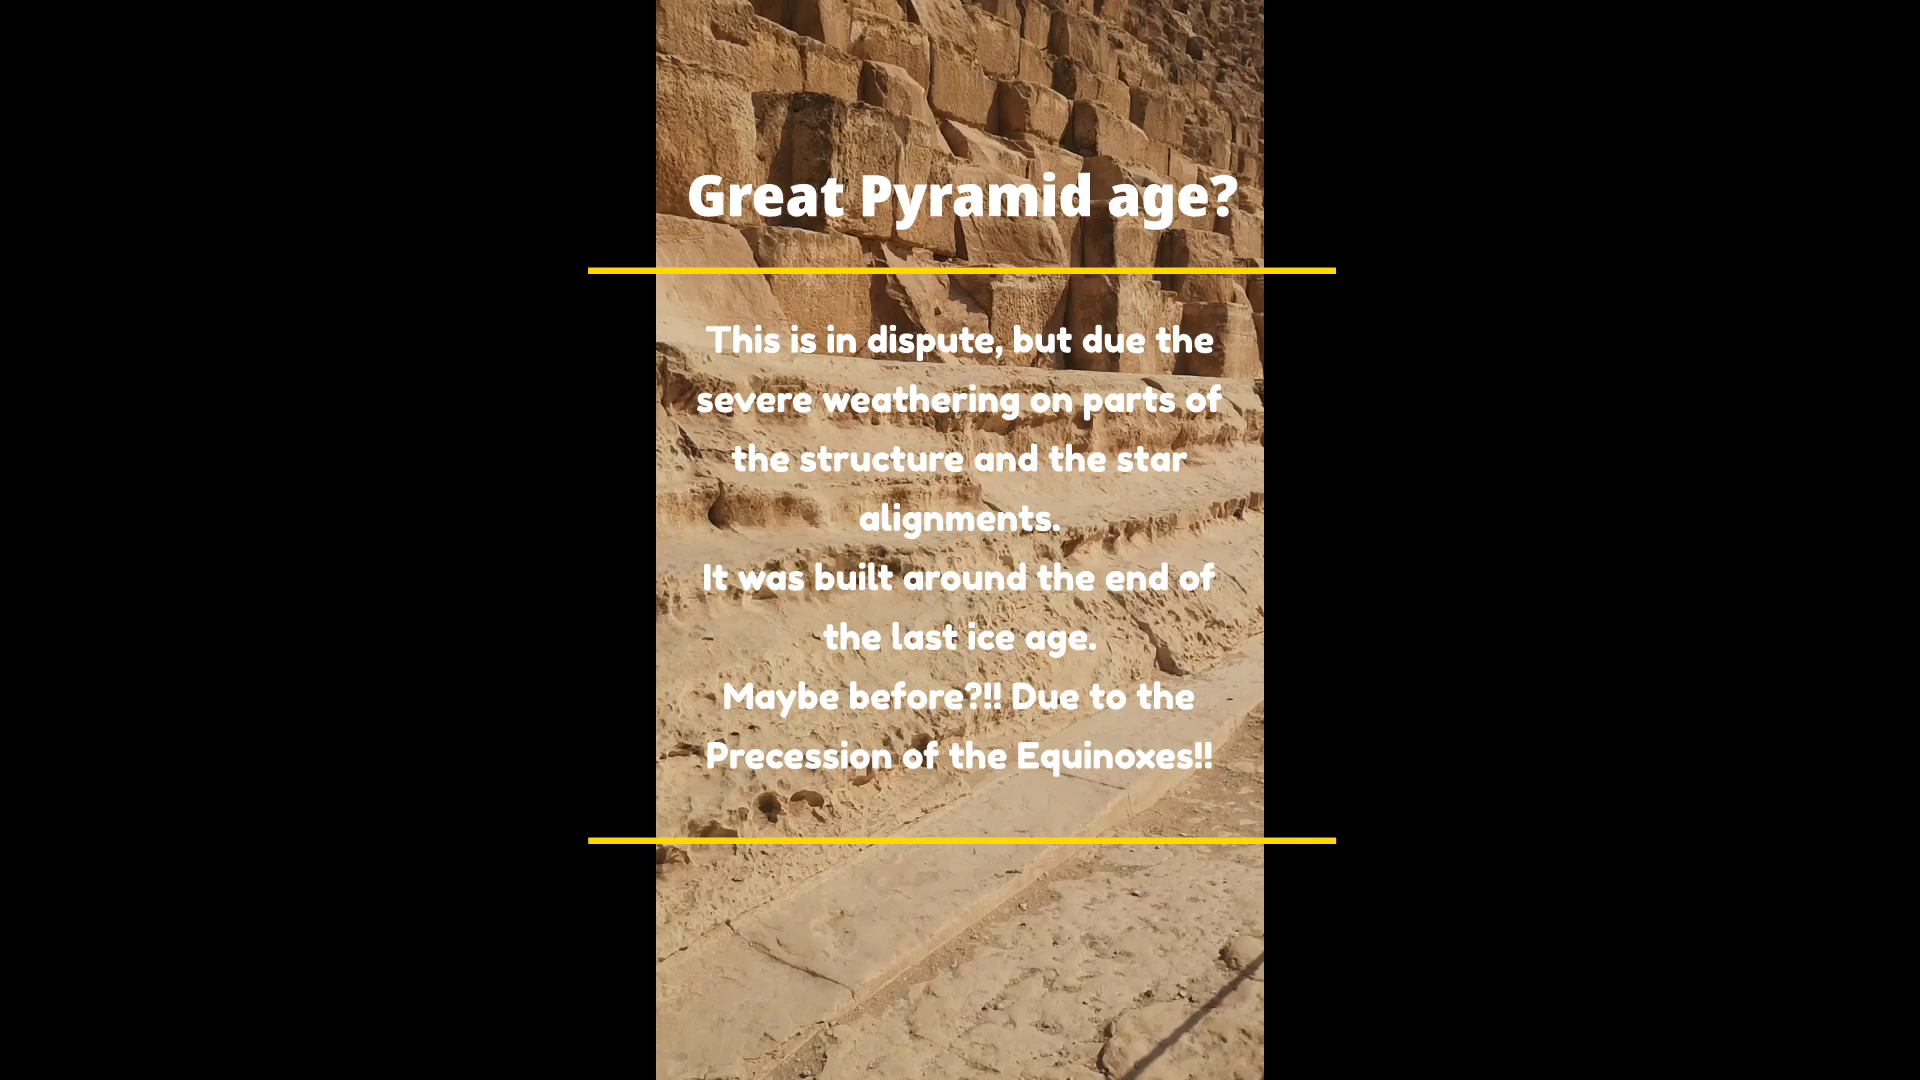 Great Pyramid age?
This is in dispute, but due the
severe weathering on parts of
the structure and the star
alignments.
It was built around the end of
the last ice age.
Maybe before?!! Due to the
Precession of the Equinoxes!!